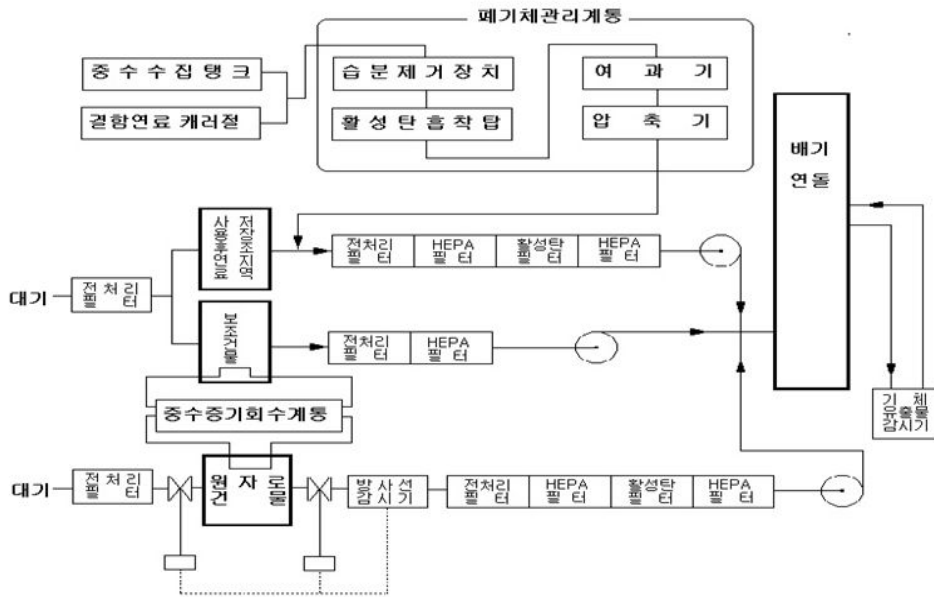 폐기체관리계통
중수수집탱크
결함연료 캐러절
습분제거장치
활성탄흡착탑
여 과 기
압 축 기
배기
연돌
사용후연료
저장조지역
전처리
필터
HEPA
필터
활성탄
필터
HEPA
필터
대기
전처리
필 터
보조건물
전처리
필터
HEPA
필터
중수증기회수계통
기 체
유출물
감시기
대기
전처리
필 터
원 자 로
건 물
방사선
감시기
전처리
필터
HEPA
필터
활성탄
필터
HEPA
필터